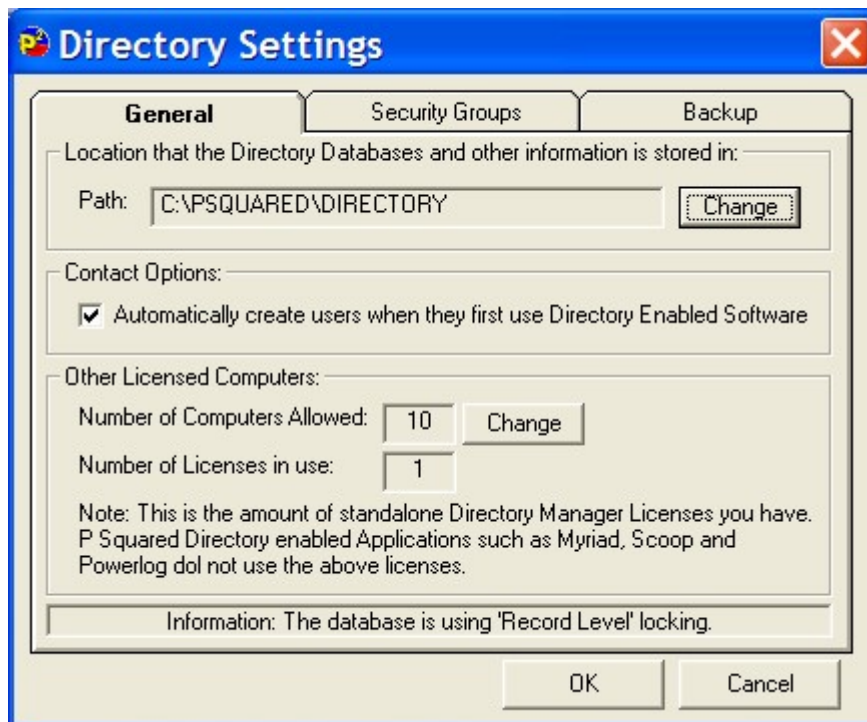 P² Directory Settings
General Security Groups Backup
Location that the Directory Databases and other information is stored in:
Path: C:\PSQUARED\DIRECTORY Change
Contact Options:
Automatically create users when they first use Directory Enabled Software
Other Licensed Computers:
Number of Computers Allowed: 10 Change
Number of Licenses in use: 1
Note: This is the amount of standalone Directory Manager Licenses you have.
P Squared Directory enabled Applications such as Myriad, Scoop and
Powerlog dol not use the above licenses.
Information: The database is using 'Record Level' locking.
OK Cancel